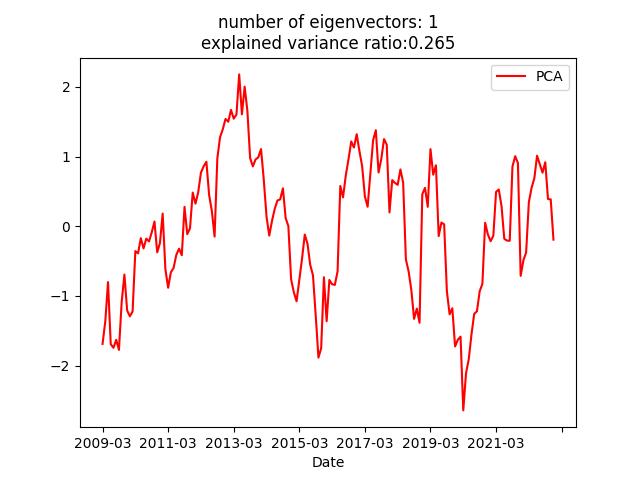 number of eigenvectors: 1
explained variance ratio:0.265
PCA
2
1
0
−1
−2
2009-03 2011-03 2013-03 2015-03 2017-03 2019-03 2021-03
Date